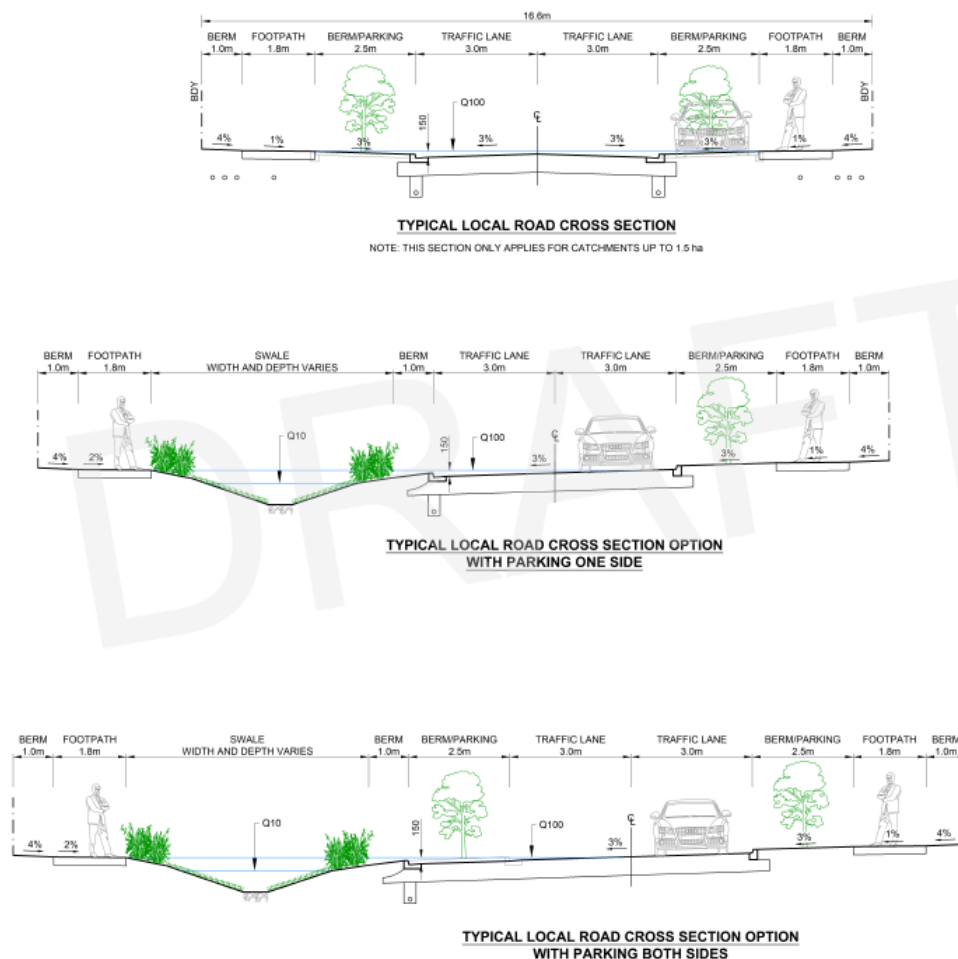 16.6m
BERM FOOTPATH BERM/PARKING TRAFFIC LANE TRAFFIC LANE BERM/PARKING FOOTPATH BERM
1.0m 1.8m 2.5m 3.0m 3.0m 2.5m 1.8m 1.0m
BDY BDY
Q100
150
4% 1% 3% 3% 3% 3% 1% 4%
TYPICAL LOCAL ROAD CROSS SECTION
NOTE: THIS SECTION ONLY APPLIES FOR CATCHMENTS UP TO 1.5 ha
DRAFT
BERM FOOTPATH SWALE BERM TRAFFIC LANE TRAFFIC LANE BERM/PARKING FOOTPATH BERM
1.0m 1.8m WIDTH AND DEPTH VARIES 1.0m 3.0m 3.0m 2.5m 1.8m 1.0m
Q10 150 Q100
4% 2% 3% 3% 1% 4%
TYPICAL LOCAL ROAD CROSS SECTION OPTION
WITH PARKING ONE SIDE
BERM FOOTPATH SWALE BERM BERM/PARKING TRAFFIC LANE TRAFFIC LANE BERM/PARKING FOOTPATH BERM
1.0m 1.8m WIDTH AND DEPTH VARIES 1.0m 2.5m 3.0m 3.0m 2.5m 1.8m 1.0m
Q10 150 Q100
4% 2% 3% 3% 1% 4%
TYPICAL LOCAL ROAD CROSS SECTION OPTION
WITH PARKING BOTH SIDES